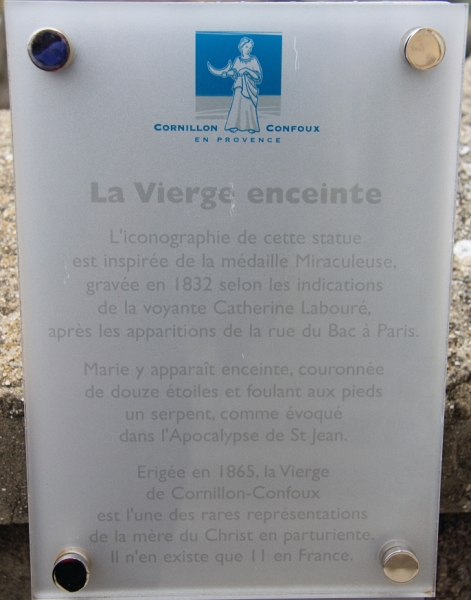 CORNILLON CONFOUX
EN PROVENCE
La Vierge enceinte
L'iconographie de cette statue
est inspirée de la médaille Miraculeuse,
gravée en 1832 selon les indications
de la voyante Catherine Labouré,
après les apparitions de la rue du Bac à Paris.
Marie y apparaît enceinte, couronnée
de douze étoiles et foulant aux pieds
un serpent, comme évoqué
dans l'Apocalypse de St Jean.
Erigée en 1865, la Vierge
de Cornillon-Confoux
est l'une des rares représentations
de la mère du Christ en parturiente.
Il n'en existe que 11 en France.